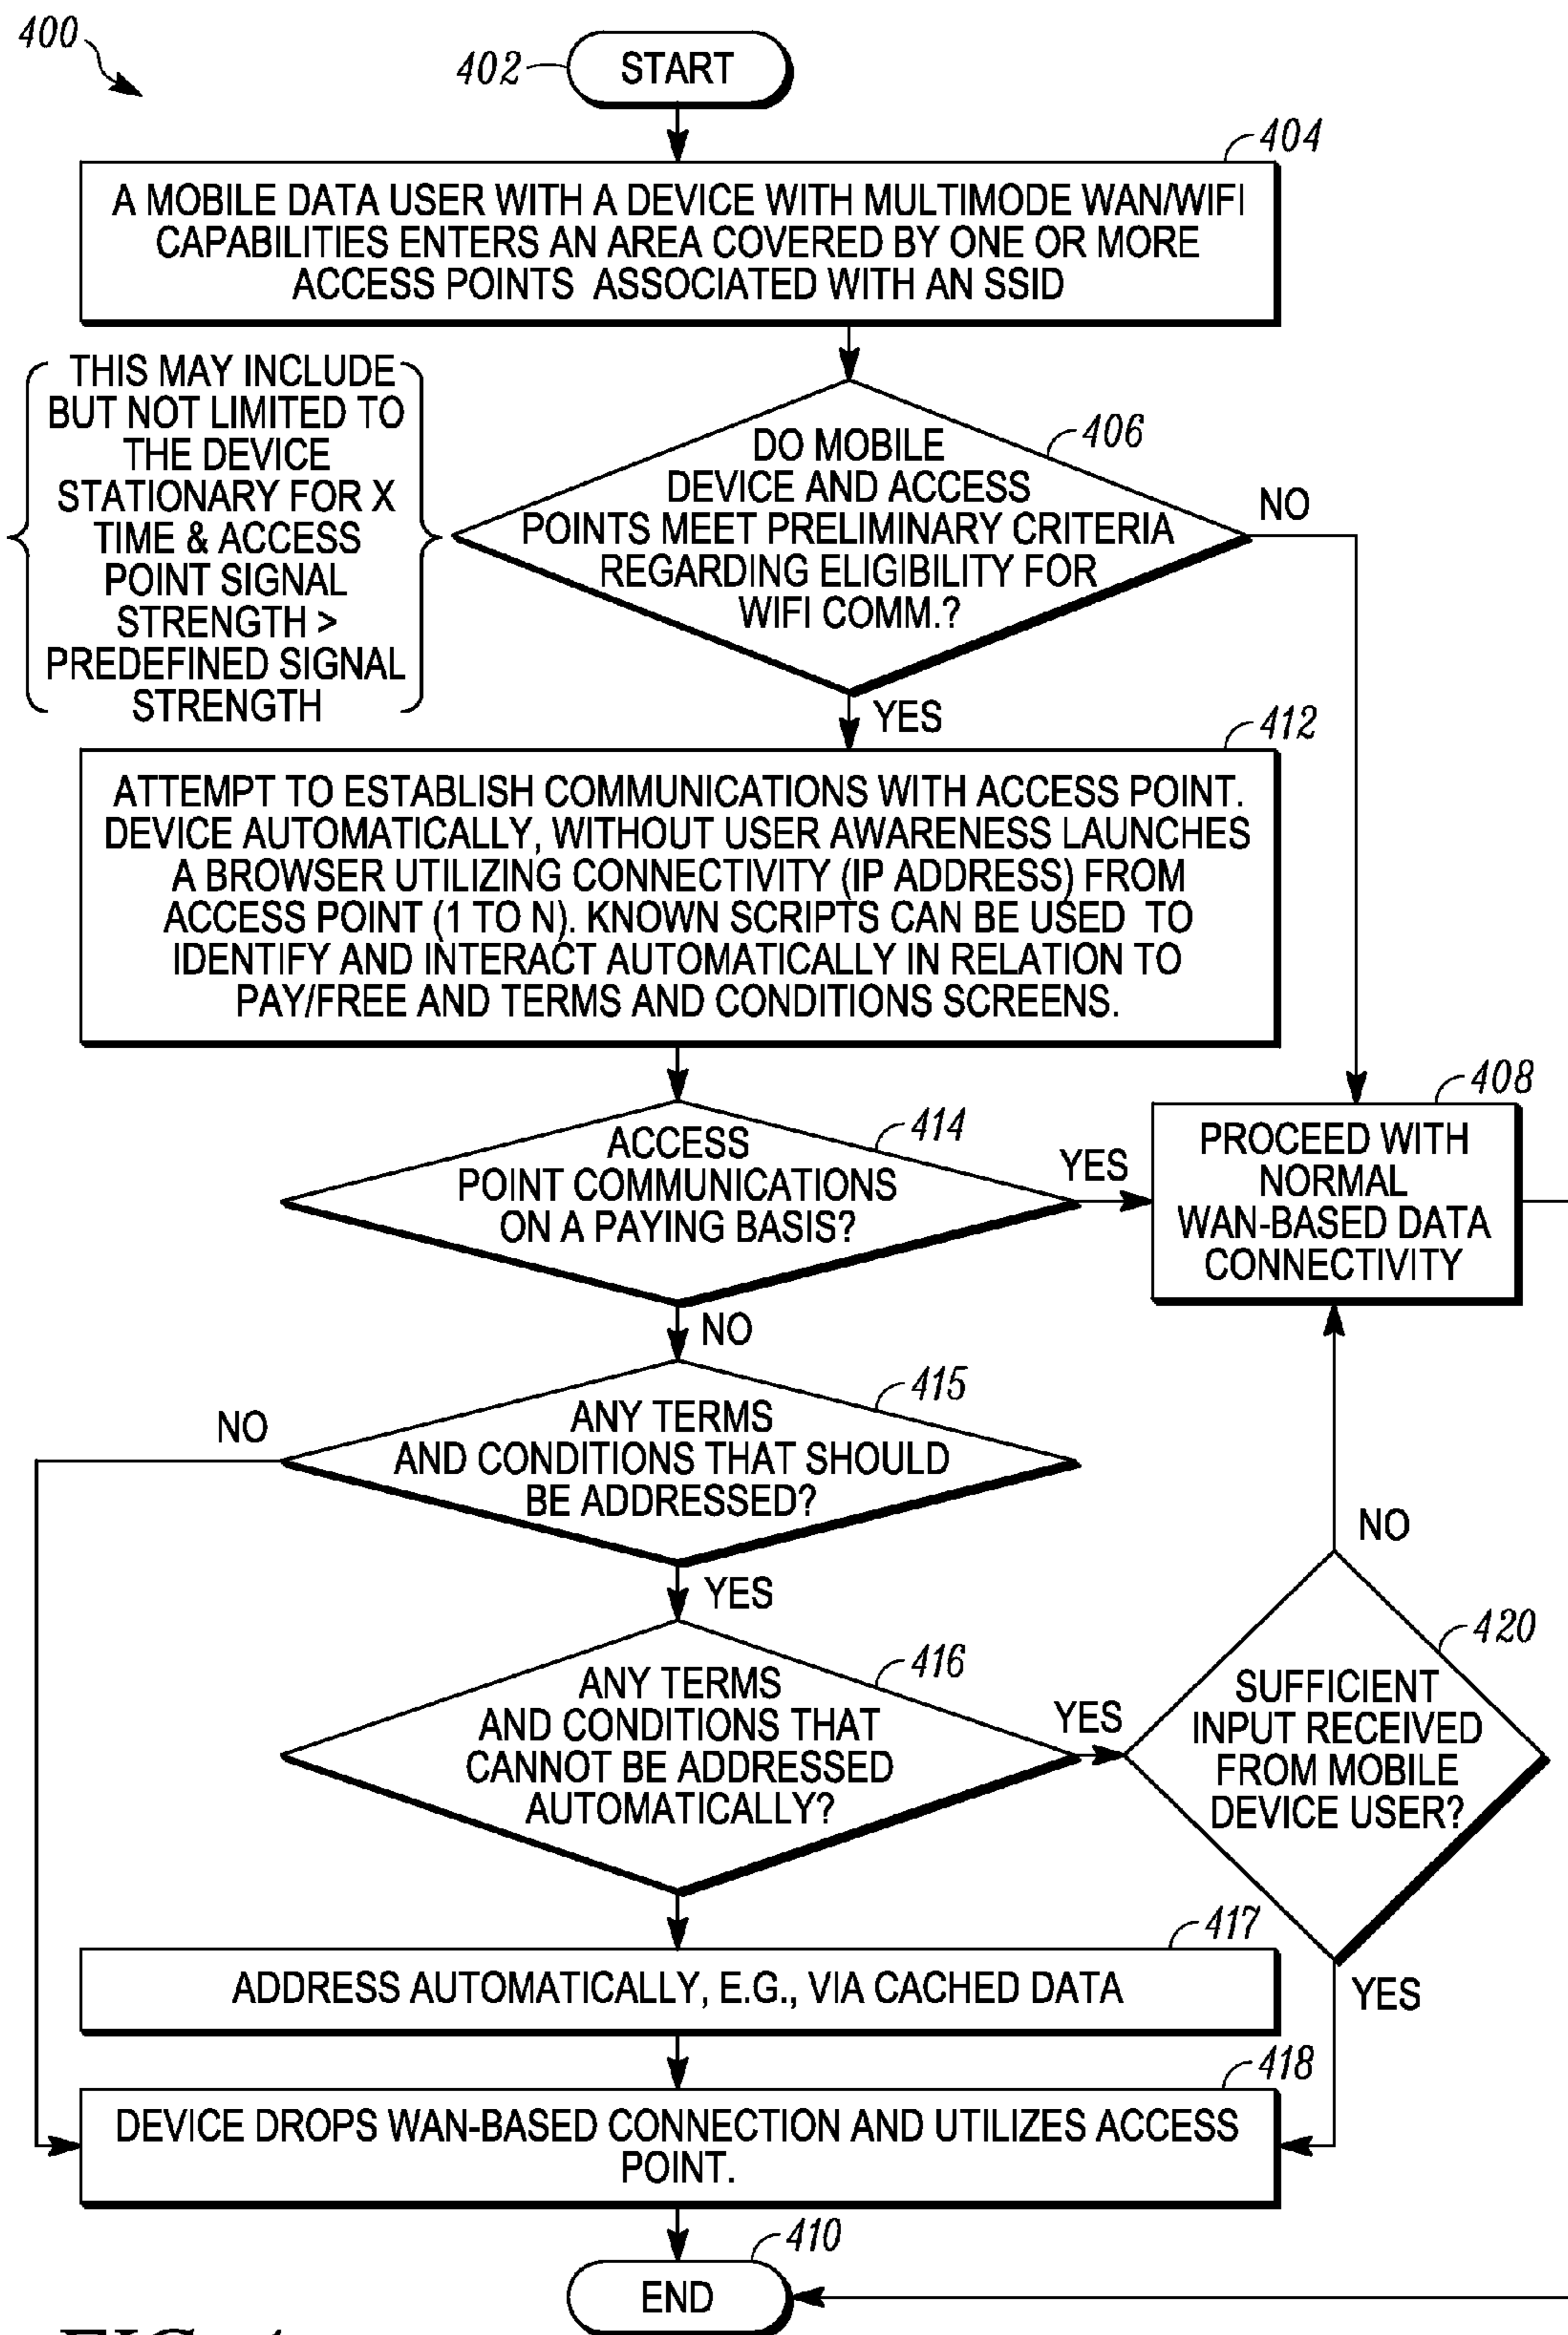 400
402
START
404
A MOBILE DATA USER WITH A DEVICE WITH MULTIMODE WAN/WIFI
CAPABILITIES ENTERS AN AREA COVERED BY ONE OR MORE
ACCESS POINTS ASSOCIATED WITH AN SSID
THIS MAY INCLUDE
BUT NOT LIMITED TO
THE DEVICE
STATIONARY FOR X
TIME & ACCESS
POINT SIGNAL
STRENGTH >
PREDEFINED SIGNAL
STRENGTH
406
DO MOBILE
DEVICE AND ACCESS
POINTS MEET PRELIMINARY CRITERIA
REGARDING ELIGIBILITY FOR
WIFI COMM.?
NO
YES
412
ATTEMPT TO ESTABLISH COMMUNICATIONS WITH ACCESS POINT.
DEVICE AUTOMATICALLY, WITHOUT USER AWARENESS LAUNCHES
A BROWSER UTILIZING CONNECTIVITY (IP ADDRESS) FROM
ACCESS POINT (1 TO N). KNOWN SCRIPTS CAN BE USED TO
IDENTIFY AND INTERACT AUTOMATICALLY IN RELATION TO
PAY/FREE AND TERMS AND CONDITIONS SCREENS.
414
ACCESS
POINT COMMUNICATIONS
ON A PAYING BASIS?
YES
408
PROCEED WITH
NORMAL
WAN-BASED DATA
CONNECTIVITY
NO
415
ANY TERMS
AND CONDITIONS THAT SHOULD
BE ADDRESSED?
NO
YES
416
ANY TERMS
AND CONDITIONS THAT
CANNOT BE ADDRESSED
AUTOMATICALLY?
YES
NO
420
SUFFICIENT
INPUT RECEIVED
FROM MOBILE
DEVICE USER?
YES
417
ADDRESS AUTOMATICALLY, E.G., VIA CACHED DATA
418
DEVICE DROPS WAN-BASED CONNECTION AND UTILIZES ACCESS
POINT.
410
END